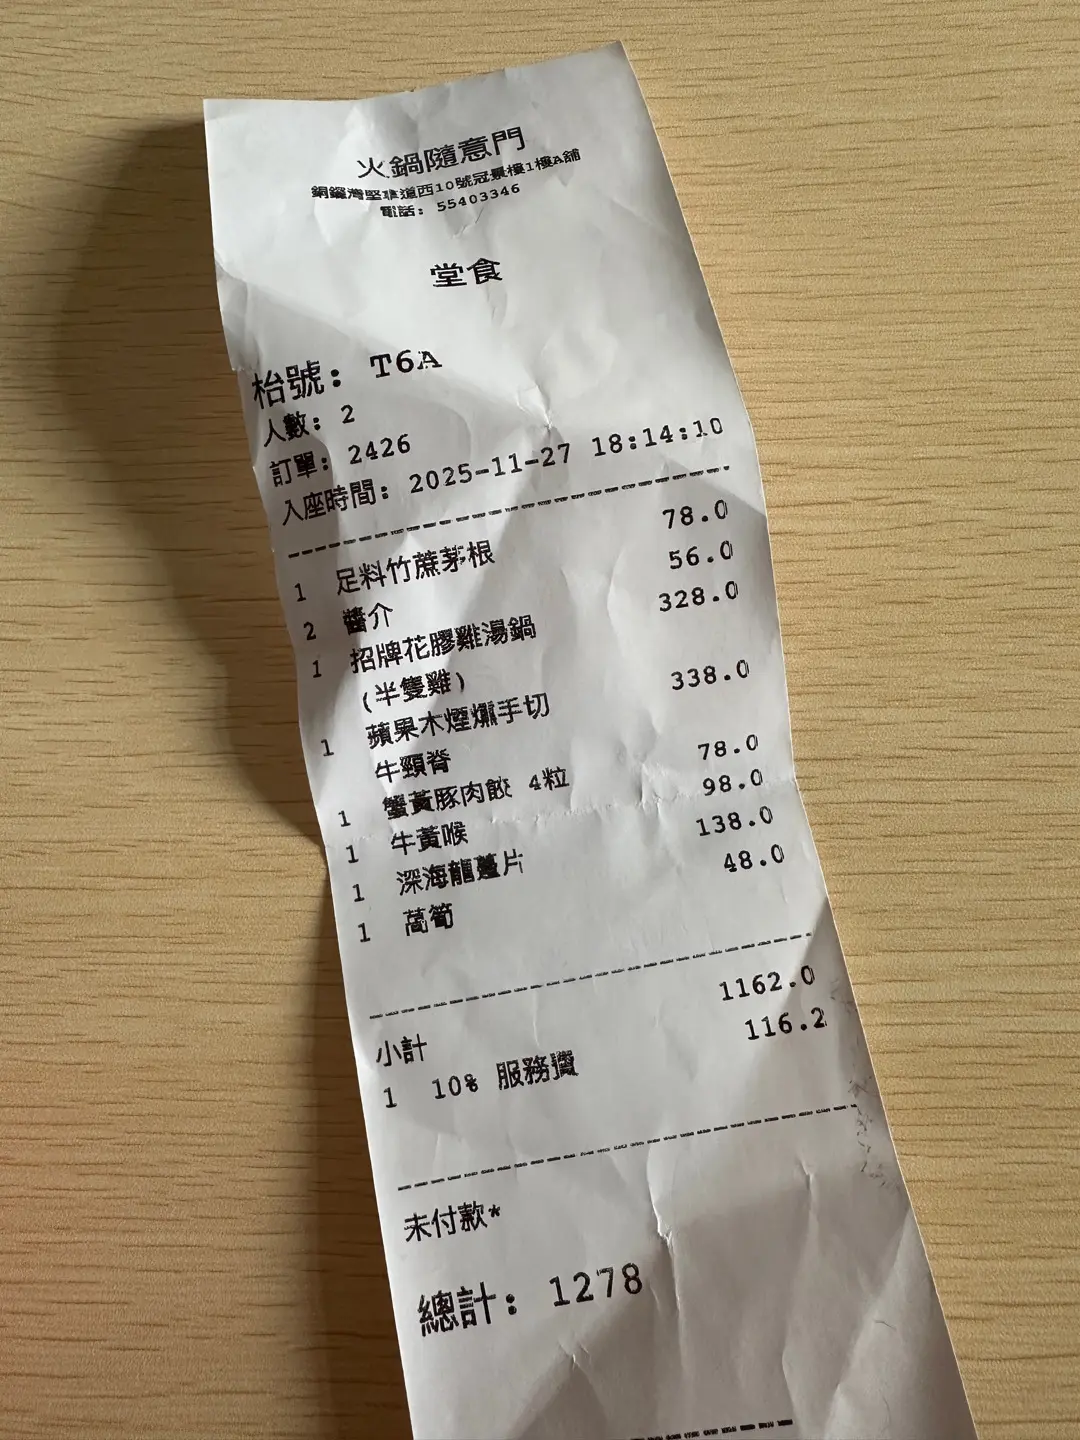 火鍋隨意門
銅鑼灣堅拿道西10號冠景樓1樓A舖
電話: 55403346
堂食
枱號: T6A
人數: 2
訂單: 2426
入座時間: 2025-11-27 18:14:10
1 足料竹蔗茅根 78.0
2 醬介 56.0
1 招牌花膠雞湯鍋 328.0
(半隻雞)
1 蘋果木煙燻手切 338.0
牛頸脊
1 蟹黃豚肉餃 4粒 78.0
1 牛黃喉 98.0
1 深海龍躉片 138.0
1 萵筍 48.0
小計 1162.0
1 10% 服務費 116.2
未付款*
總計: 1278